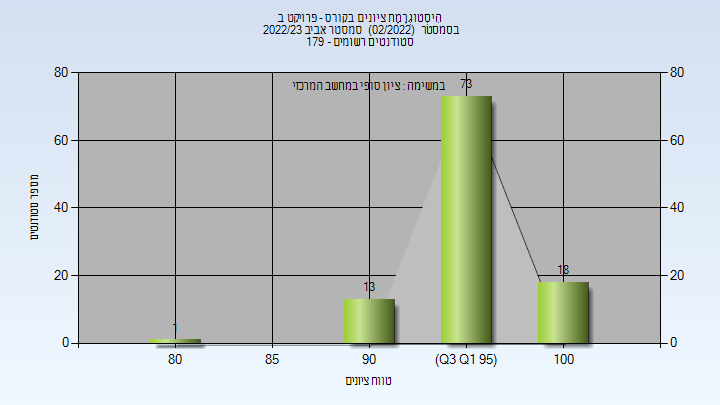 היסטוגרמת ציונים בקורס - פרויקט ב
בסמסטר (02/2022) סמסטר אביב 2022/23
סטודנטים רשומים - 179
במשימה : ציון סופי במחשב המרכזי
מספר סטודנטים
80
60
40
20
0
80
60
40
20
0
1
13
73
18
80
85
90
(Q3 Q1 95)
100
טווח ציונים